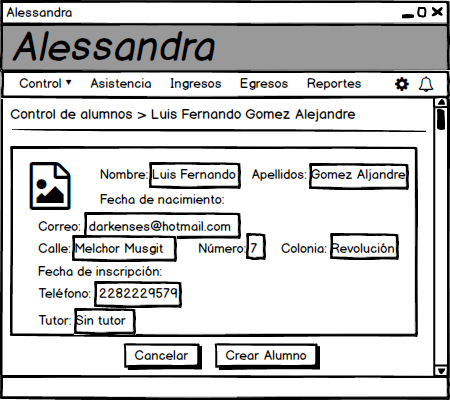 Alessandra
Alessandra
Control Asistencia Ingresos Egresos Reportes
Control de alumnos > Luis Fernando Gomez Alejandre
Nombre: Luis Fernando Apellidos: Gomez Aljandre
Fecha de nacimiento:
Correo: darkenses@hotmail.com
Calle: Melchor Musgit Número: 7 Colonia: Revolución
Fecha de inscripción:
Teléfono: 2282229579
Tutor: Sin tutor
Cancelar Crear Alumno